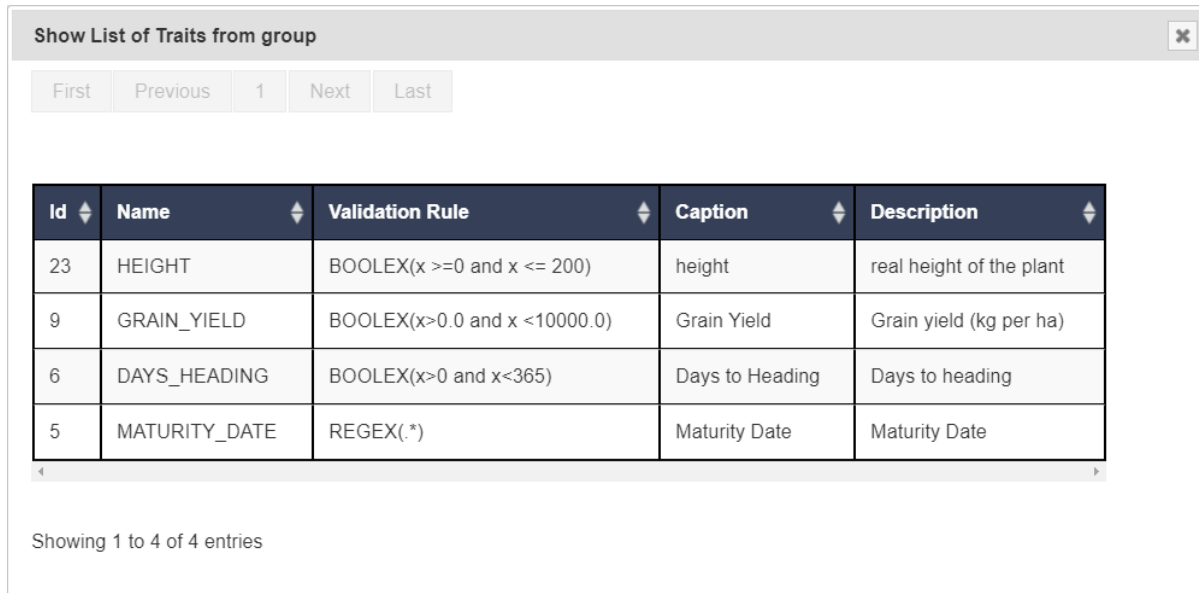 Show List of Traits from group
First Previous 1 Next Last
Id Name Validation Rule Caption Description
23 HEIGHT BOOLEX(x >=0 and x <= 200) height real height of the plant
9 GRAIN_YIELD BOOLEX(x>0.0 and x <10000.0) Grain Yield Grain yield (kg per ha)
6 DAYS_HEADING BOOLEX(x>0 and x<365) Days to Heading Days to heading
5 MATURITY_DATE REGEX(.*) Maturity Date Maturity Date
Showing 1 to 4 of 4 entries